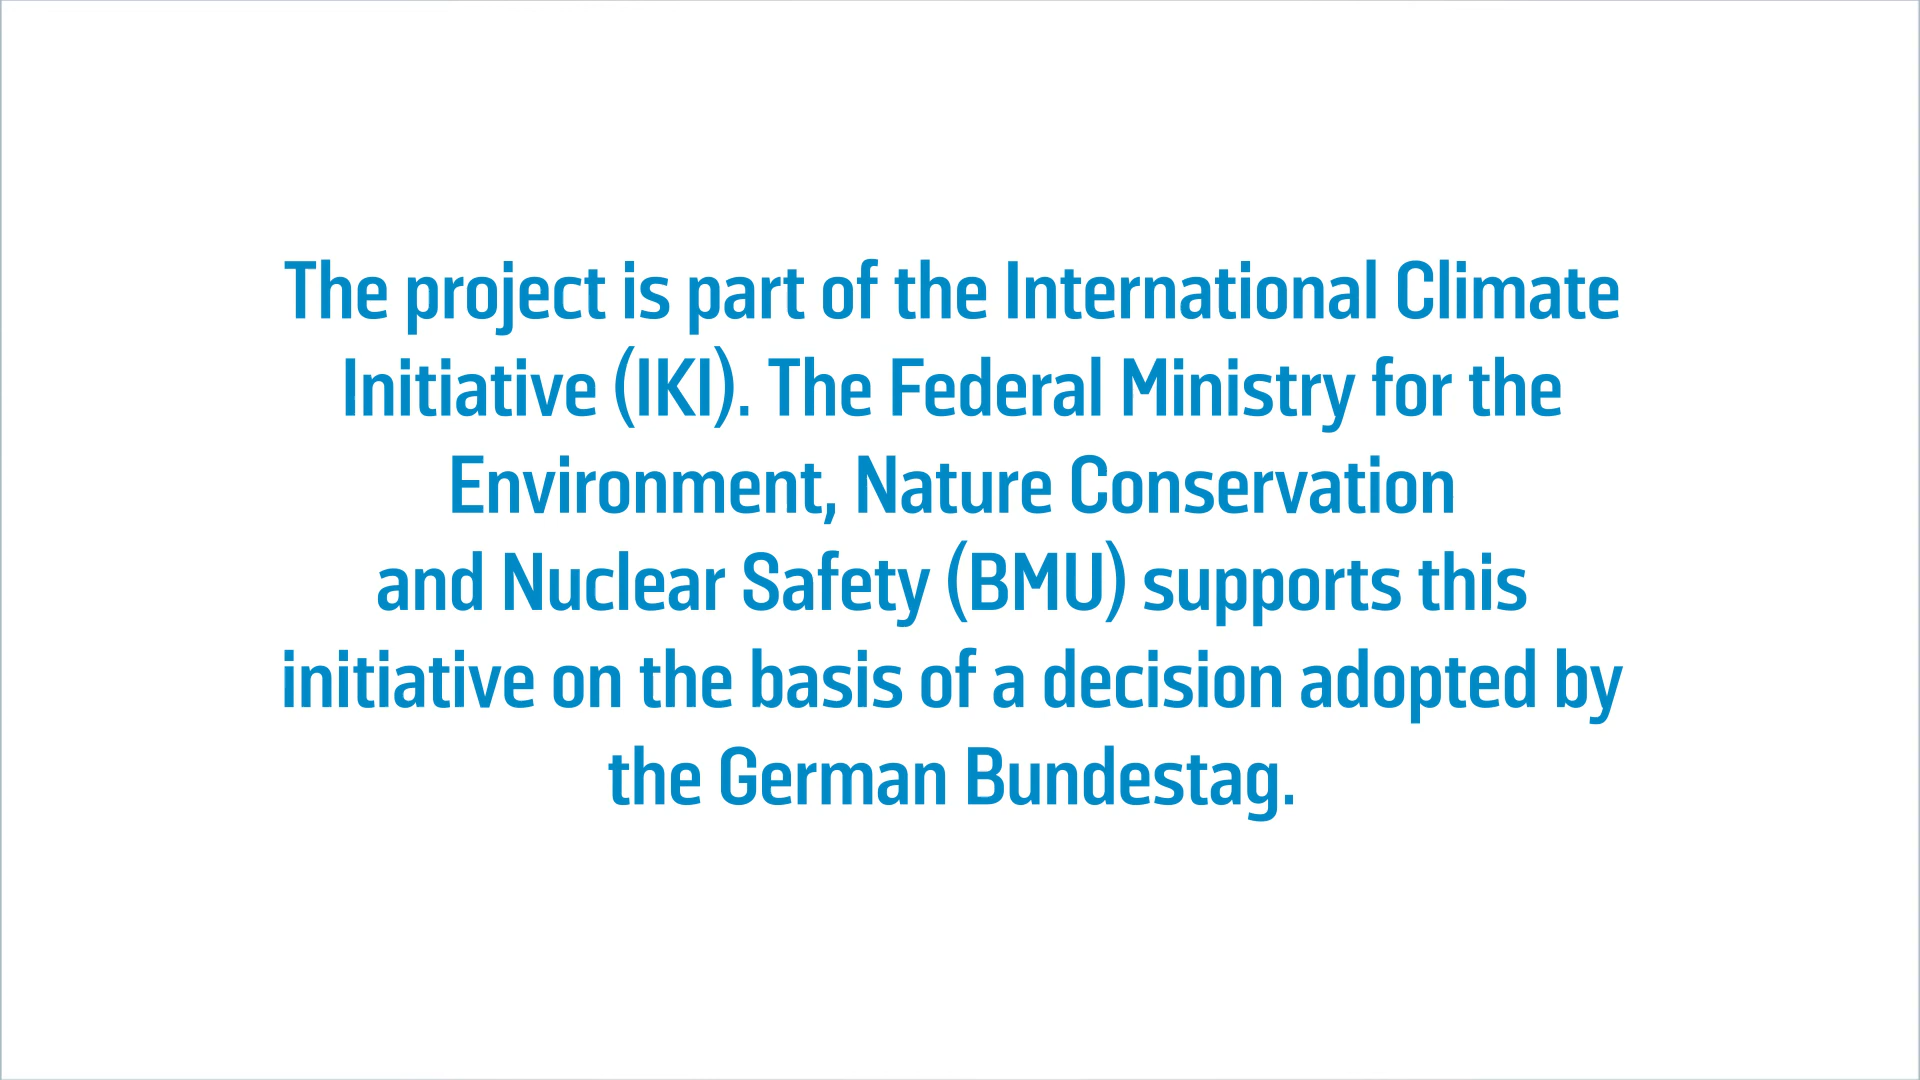 The project is part of the International Climate
Initiative (IKI). The Federal Ministry for the
Environment, Nature Conservation
and Nuclear Safety (BMU) supports this
initiative on the basis of a decision adopted by
the German Bundestag.